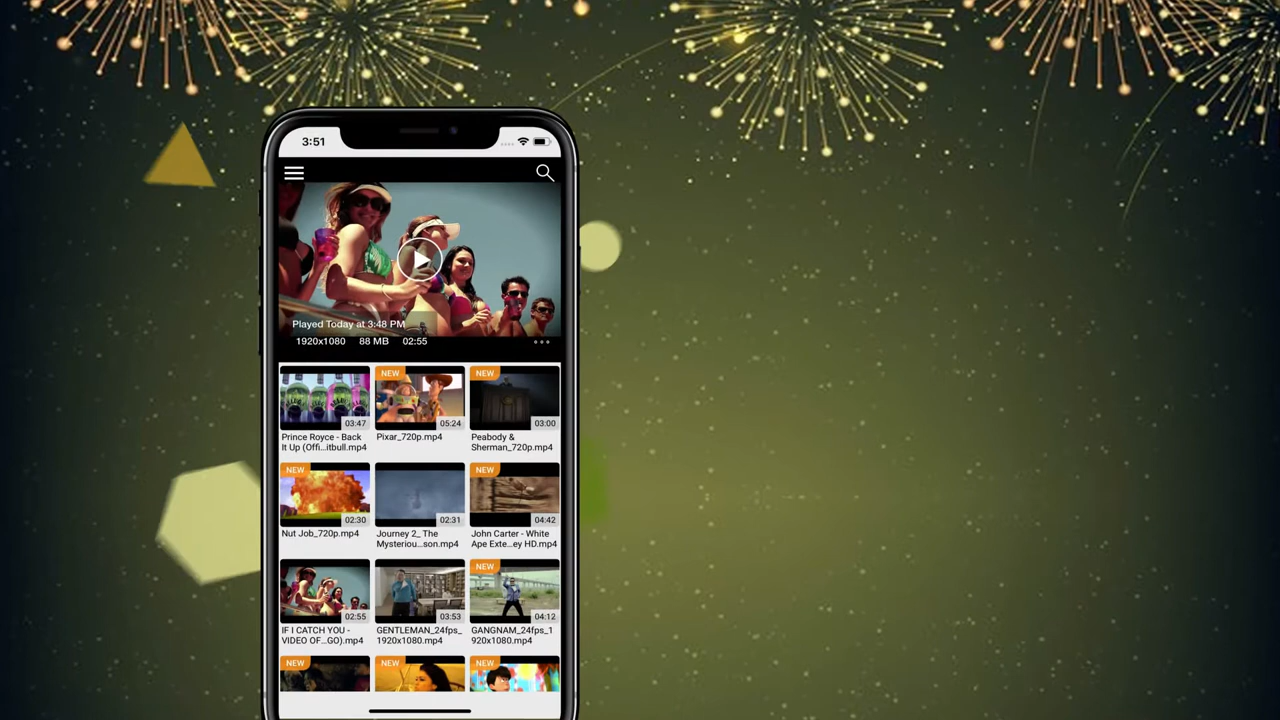 3:51
Played Today at 3:48 PM
1920x1080 88 MB 02:55
03:47
NEW
05:24
NEW
03:00
Prince Royce - Back
It Up (Offi...itbull.mp4
Pixar_720p.mp4
Peabody &
Sherman_720p.mp4
NEW
02:30
02:31
NEW
04:42
Nut Job_720p.mp4
Journey 2_ The
Mysteriou...son.mp4
John Carter - White
Ape Exte...ey HD.mp4
02:55
03:53
NEW
04:12
IF I CATCH YOU -
VIDEO OF...GO).mp4
GENTLEMAN_24fps_
1920x1080.mp4
GANGNAM_24fps_1
920x1080.mp4
NEW
NEW
NEW